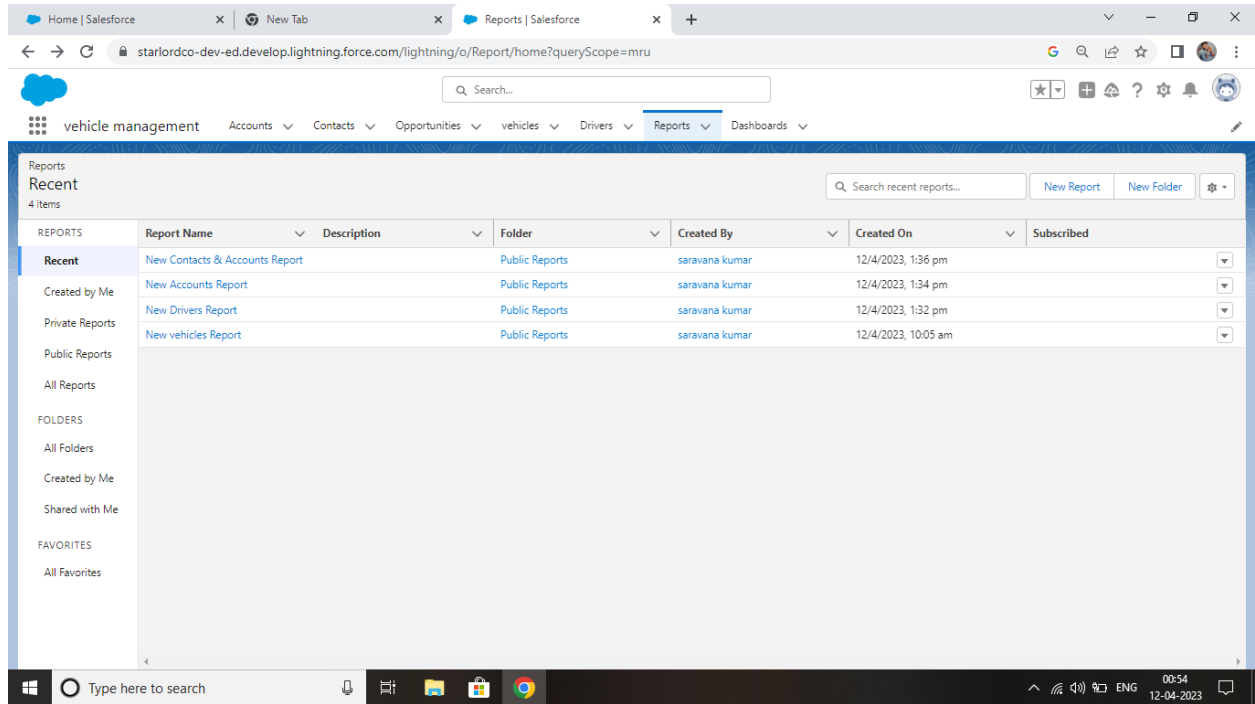 Home | Salesforce
New Tab
Reports | Salesforce
starlordco-dev-ed.develop.lightning.force.com/lightning/o/Report/home?queryScope=mru
Search...
vehicle management Accounts Contacts Opportunities vehicles Drivers Reports Dashboards
Reports
Recent
4 items
Search recent reports...
New Report
New Folder
REPORTS
Recent
Created by Me
Private Reports
Public Reports
All Reports
FOLDERS
All Folders
Created by Me
Shared with Me
FAVORITES
All Favorites
Report Name Description Folder Created By Created On Subscribed
New Contacts & Accounts Report Public Reports saravana kumar 12/4/2023, 1:36 pm
New Accounts Report Public Reports saravana kumar 12/4/2023, 1:34 pm
New Drivers Report Public Reports saravana kumar 12/4/2023, 1:32 pm
New vehicles Report Public Reports saravana kumar 12/4/2023, 10:05 am
Type here to search
ENG
00:54
12-04-2023